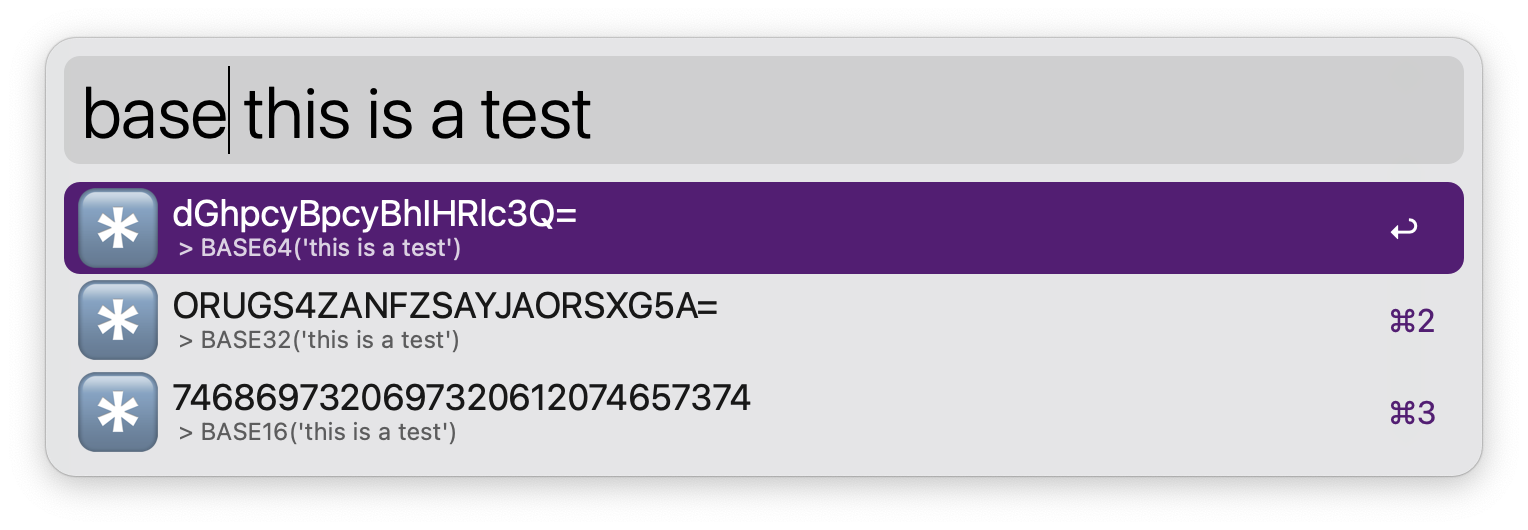 base this is a test
dGhpcyBpcyBhIHRlc3Q=
> BASE64('this is a test')
ORUGS4ZANFZSAYJAORSXG5A=
> BASE32('this is a test')
⌘2
7468697320697320612074657374
> BASE16('this is a test')
⌘3